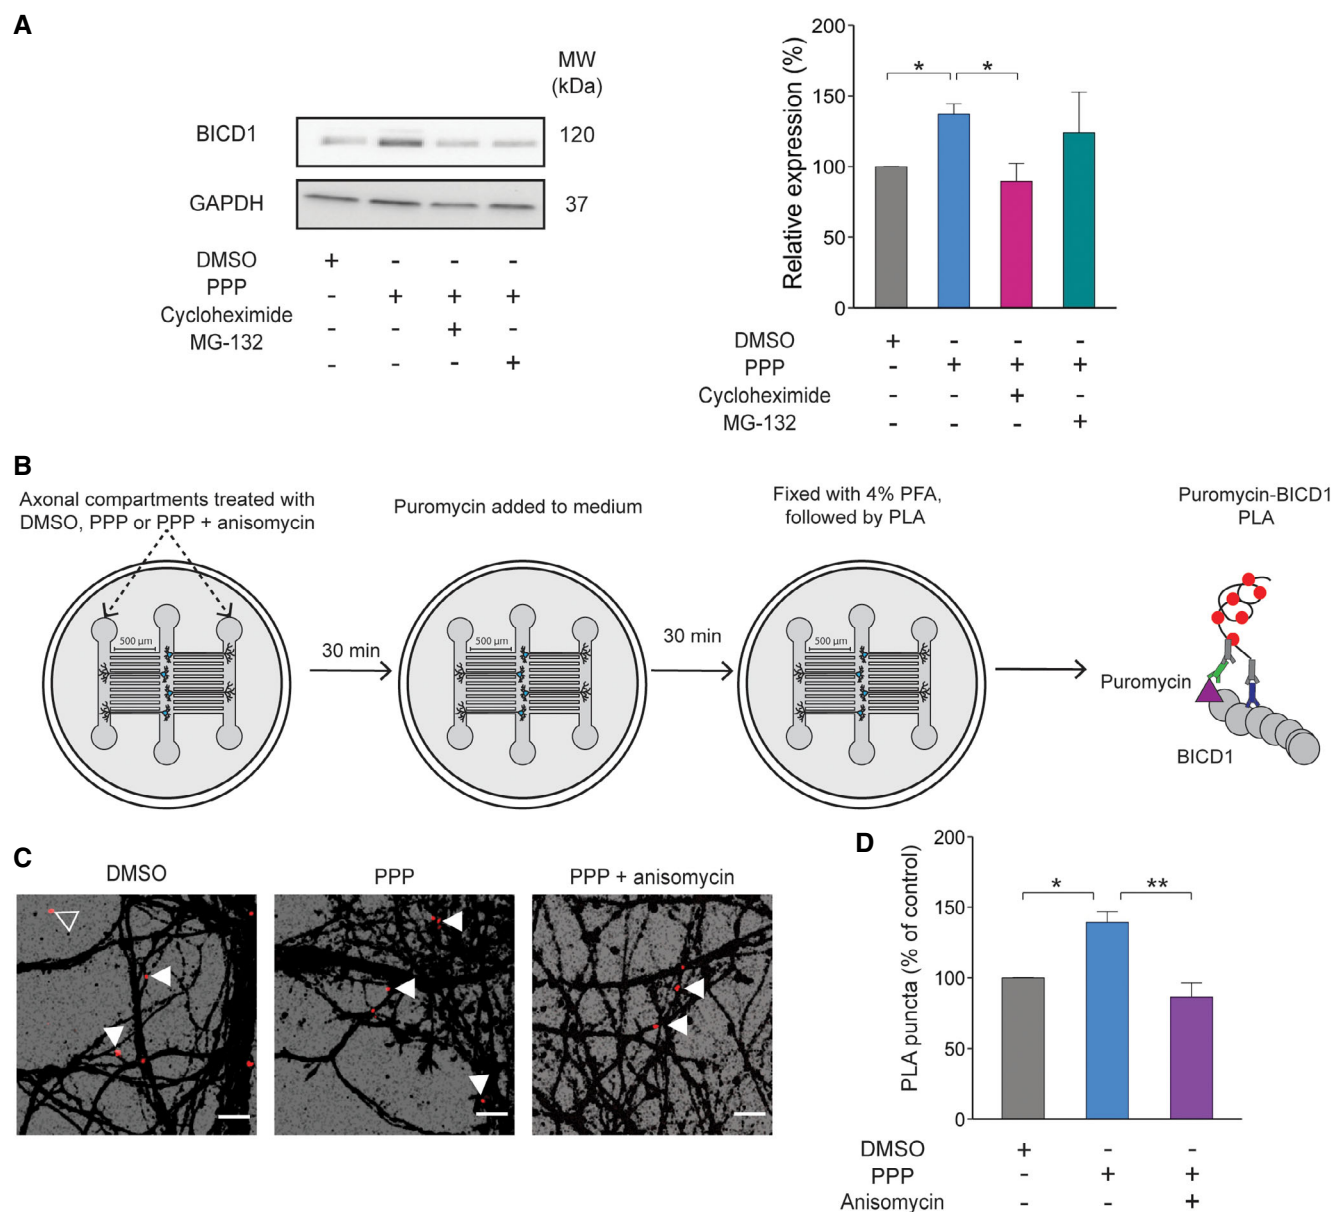 A
MW
(kDa)
BICD1
120
GAPDH
37
DMSO + - - -
PPP - + + +
Cycloheximide - - + -
MG-132 - - - +
Relative expression (%)
200
150
100
50
0
* *
DMSO + - - -
PPP - + + +
Cycloheximide - - + -
MG-132 - - - +
B
Axonal compartments treated with
DMSO, PPP or PPP + anisomycin
Puromycin added to medium
Fixed with 4% PFA,
followed by PLA
Puromycin-BICD1
PLA
500 µm
30 min
500 µm
30 min
500 µm
Puromycin
BICD1
C
DMSO
PPP
PPP + anisomycin
D
PLA puncta (% of control)
200
150
100
50
0
* **
DMSO + - -
PPP - + +
Anisomycin - - +